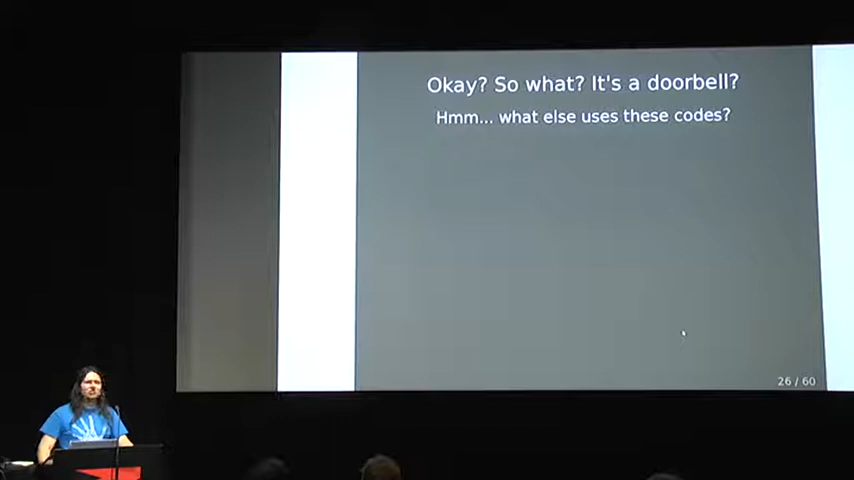 Okay? So what? It's a doorbell?
Hmm... what else uses these codes?
26 / 60